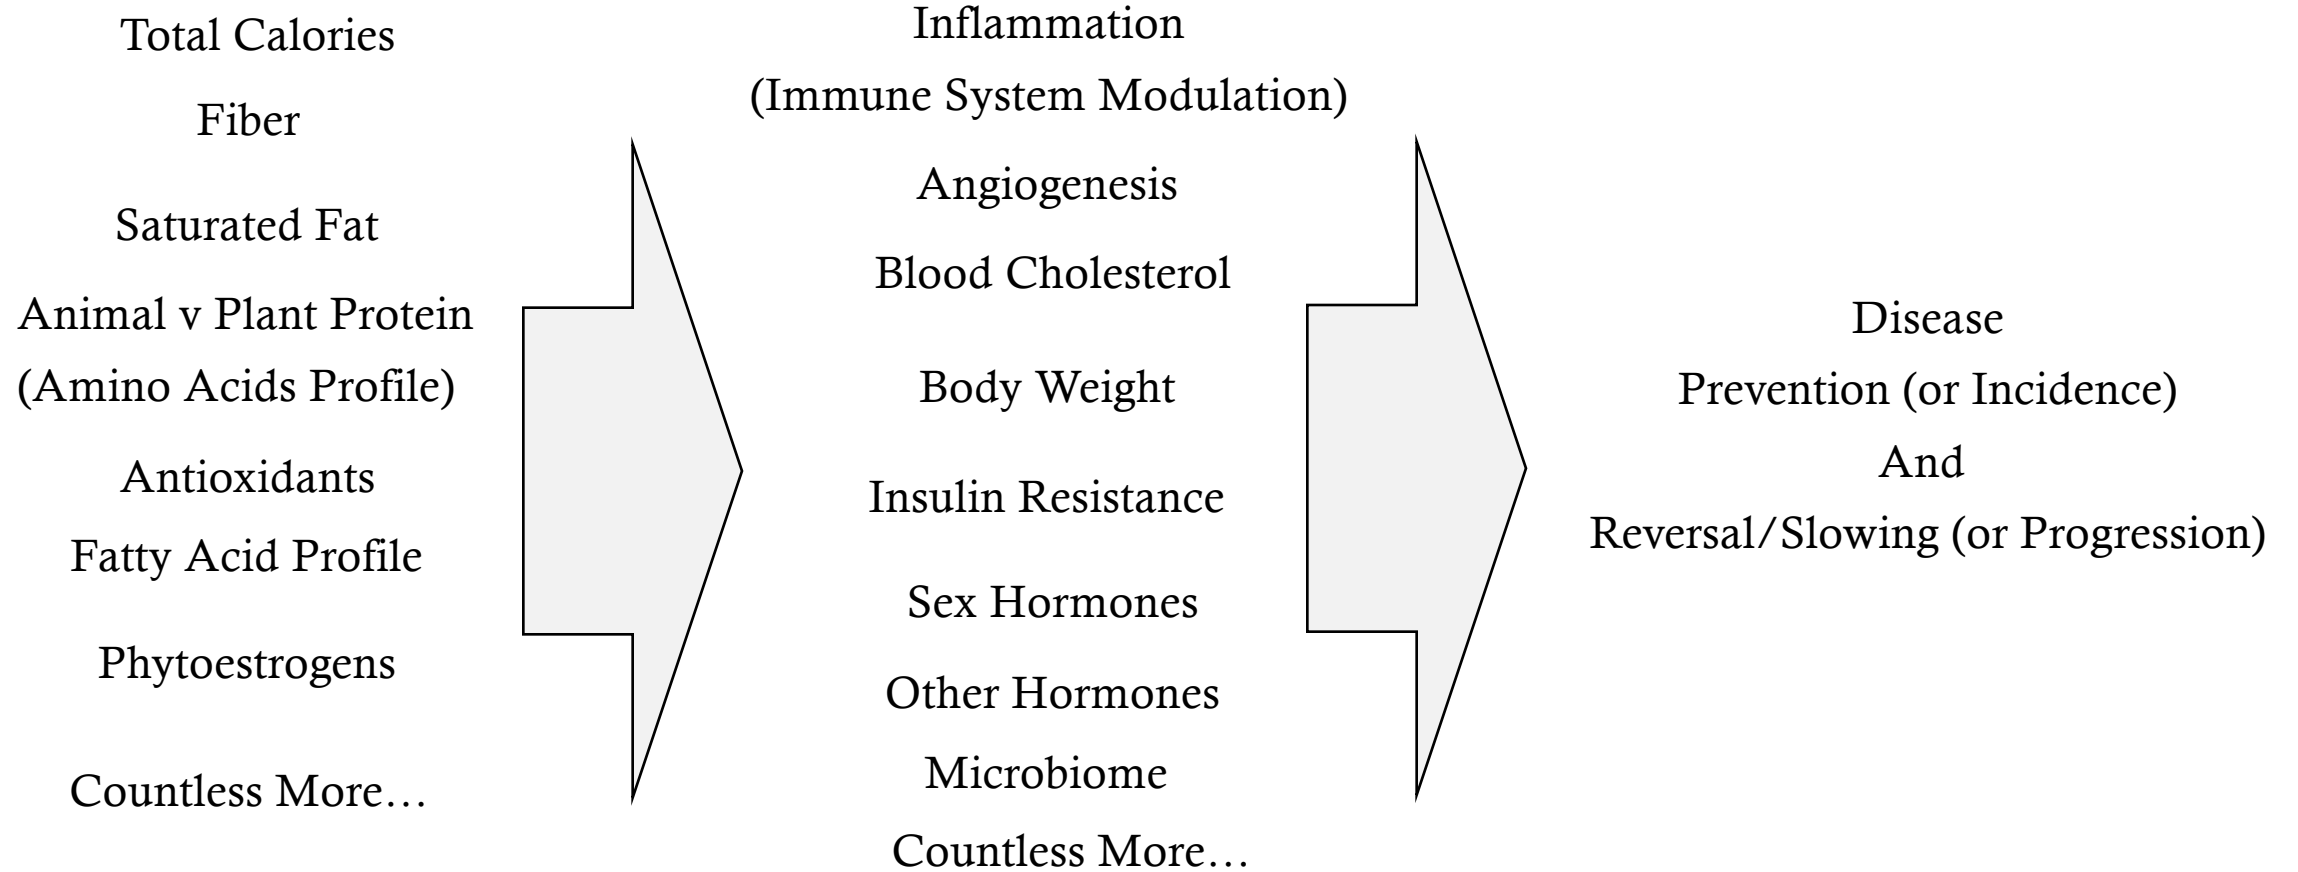 Total Calories
Fiber
Saturated Fat
Animal v Plant Protein
(Amino Acids Profile)
Antioxidants
Fatty Acid Profile
Phytoestrogens
Countless More…
Inflammation
(Immune System Modulation)
Angiogenesis
Blood Cholesterol
Body Weight
Insulin Resistance
Sex Hormones
Other Hormones
Microbiome
Countless More…
Disease
Prevention (or Incidence)
And
Reversal/Slowing (or Progression)